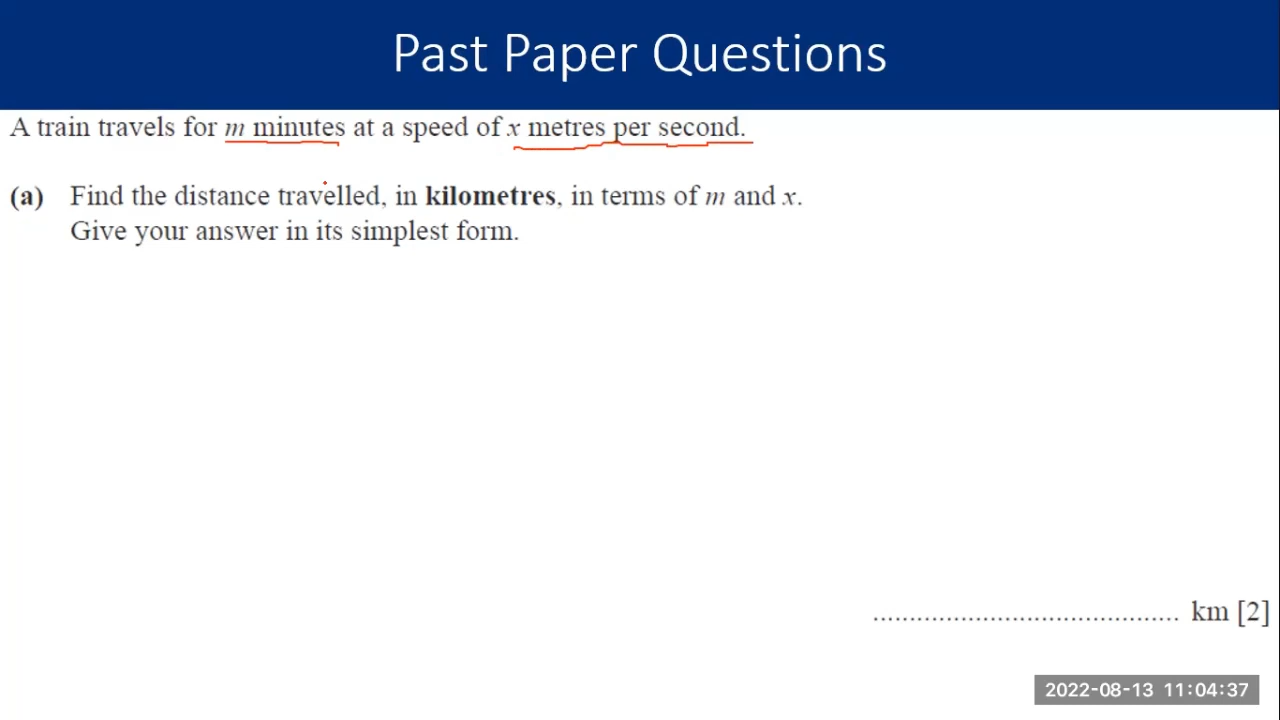 Past Paper Questions
A train travels for m minutes at a speed of x metres per second.
(a) Find the distance travelled, in kilometres, in terms of m and x.
Give your answer in its simplest form.
.......................................... km [2]
2022-08-13 11:04:37